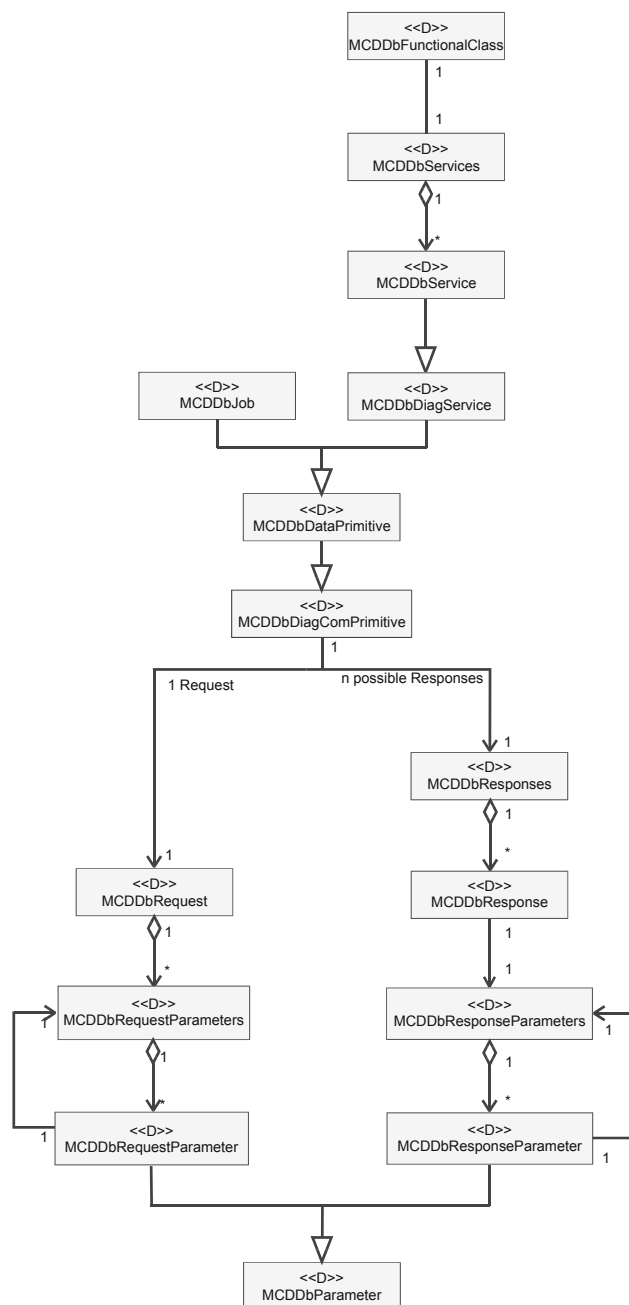 <<D>>
MCDDbFunctionalClass
1
1
<<D>>
MCDDbServices
1
*
<<D>>
MCDDbService
<<D>>
MCDDbJob
<<D>>
MCDDbDiagService
<<D>>
MCDDbDataPrimitive
<<D>>
MCDDbDiagComPrimitive
1
1 Request
n possible Responses
1
<<D>>
MCDDbResponses
1
*
1
<<D>>
MCDDbRequest
<<D>>
MCDDbResponse
1
1
*
1
<<D>>
MCDDbRequestParameters
<<D>>
MCDDbResponseParameters
1
1
1
1
*
*
<<D>>
MCDDbRequestParameter
<<D>>
MCDDbResponseParameter
1
1
<<D>>
MCDDbParameter